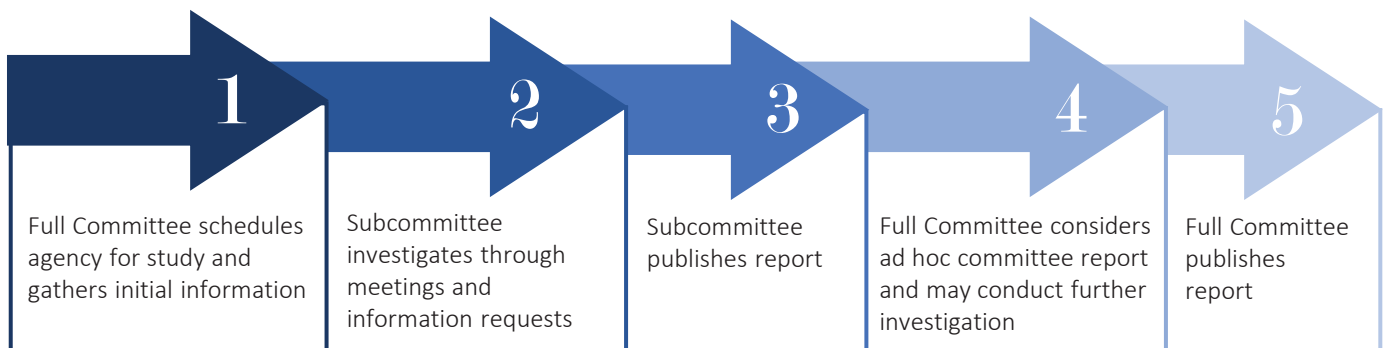 1
Full Committee schedules
agency for study and
gathers initial information
2
Subcommittee
investigates through
meetings and
information requests
3
Subcommittee
publishes report
4
Full Committee considers
ad hoc committee report
and may conduct further
investigation
5
Full Committee
publishes
report